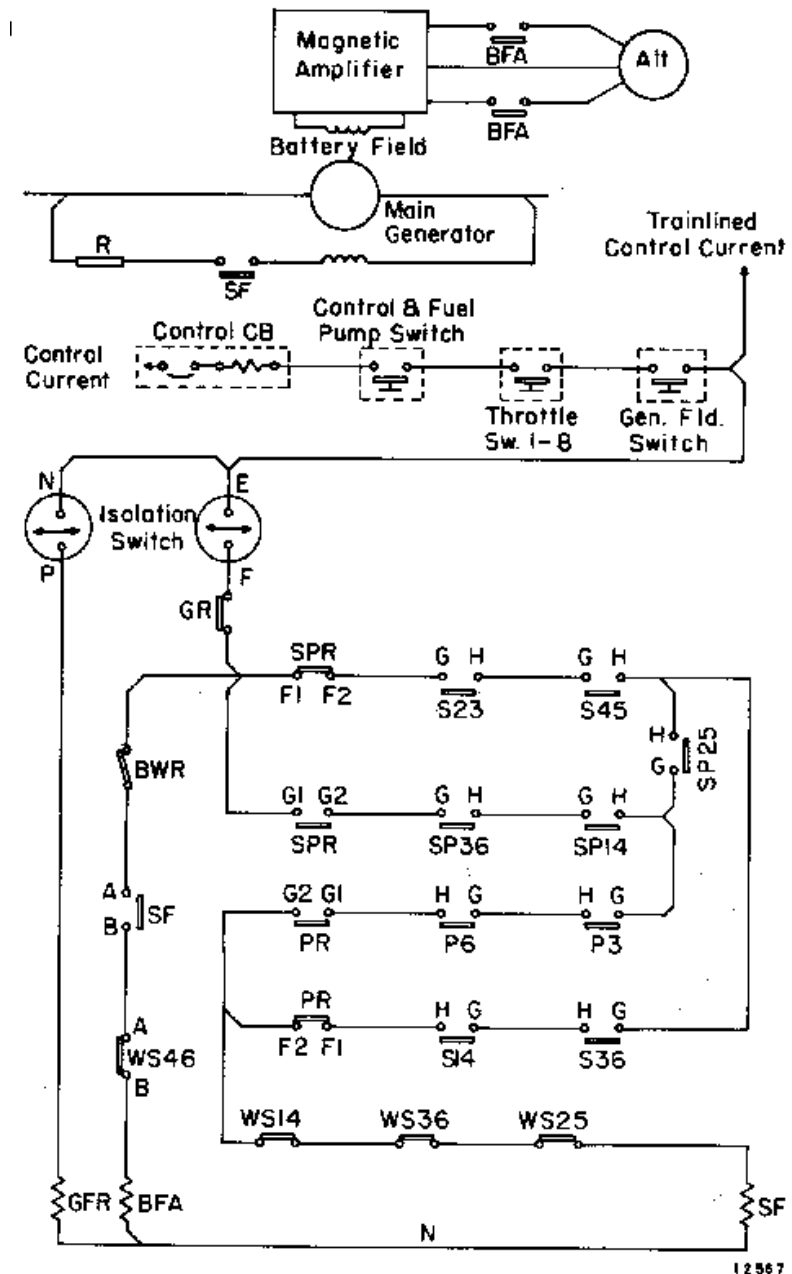 Magnetic
Amplifier
BFA
Alt
BFA
Battery Field
Main
Generator
R
SF
Trainlined
Control Current
Control & Fuel
Pump Switch
Control CB
Control
Current
Throttle
Sw. 1-8
Gen. Fld.
Switch
N
E
Isolation
Switch
P
F
GR
SPR
F1 F2
G H
S23
G H
S45
BWR
H
G
SP25
G1 G2
SPR
G H
SP36
G H
SP14
A
B
SF
G2 G1
PR
H G
P6
H G
P3
PR
F2 F1
H G
S14
H G
S36
A
WS46
B
WS14
WS36
WS25
GFR
BFA
SF
N
12567